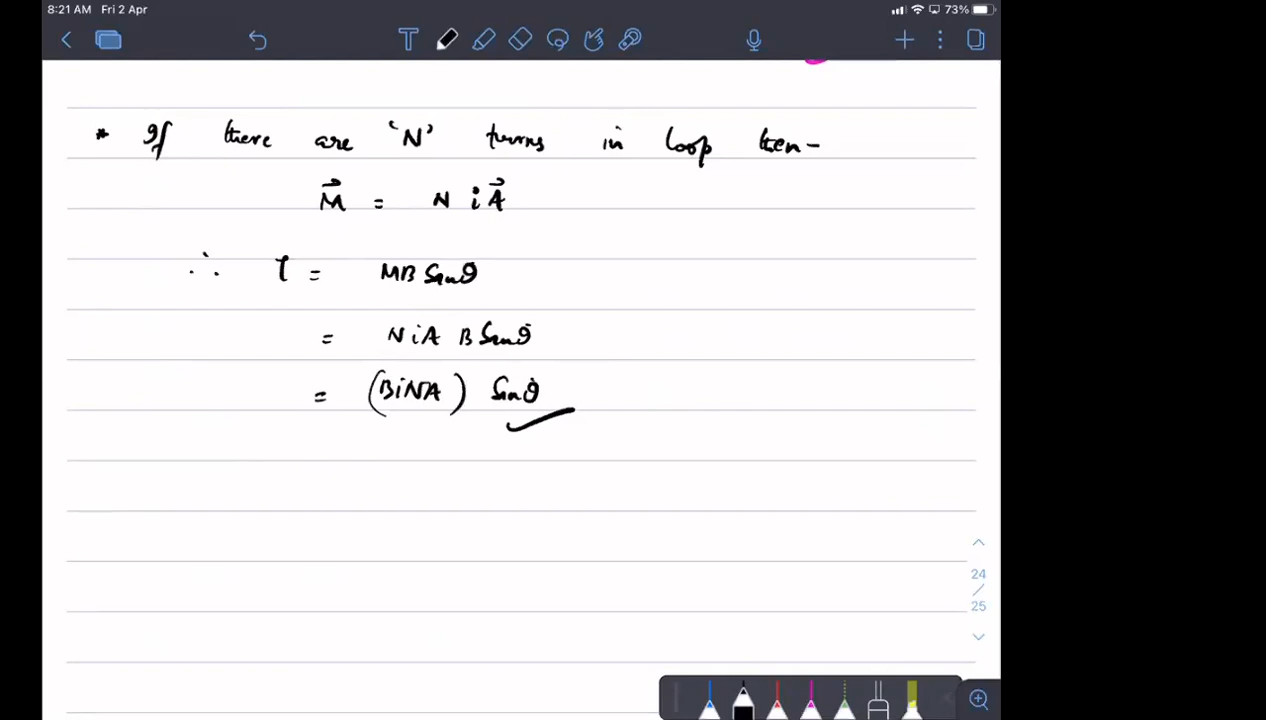 8:21 AM Fri 2 Apr 73%
T
* If there are 'N' turns in loop then-
M⃗ = N i A⃗
∴ τ = MB Sinθ
= NiA B Sinθ
= (BiNA) Sinθ
24
/
25